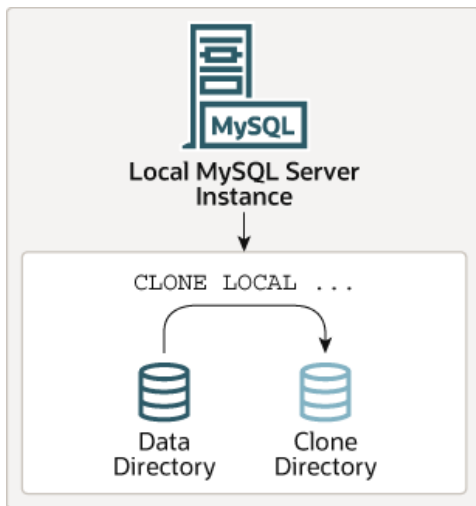 MySQL
Local MySQL Server
Instance
CLONE LOCAL ...
Data
Directory
Clone
Directory